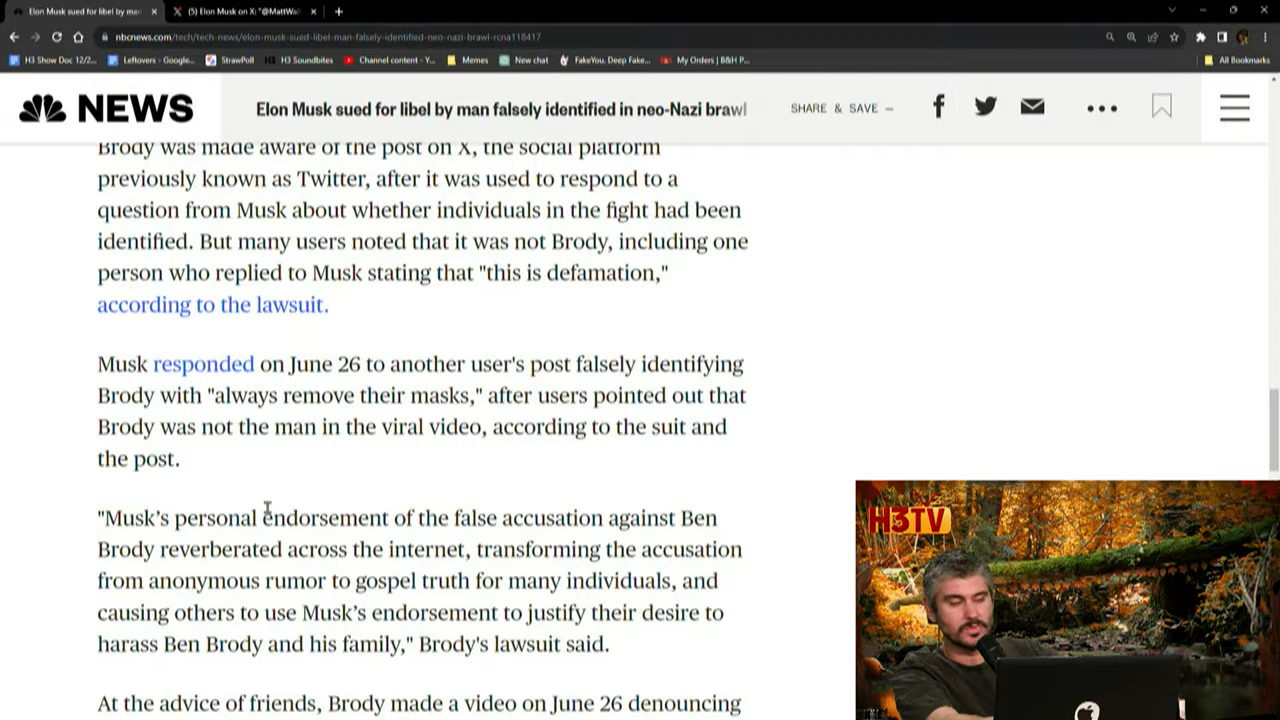 Elon Musk sued for libel by mar
(5) Elon Musk on X: "@MattWal
nbcnews.com/tech/tech-news/elon-musk-sued-libel-man-falsely-identified-neo-nazi-brawl-rcna118417
H3 Show Doc 12/2...
Leftovers - Google...
StrawPoll
H3 H3 Soundbites
Channel content - Y...
Memes
New chat
FakeYou. Deep Fake...
My Orders | B&H P...
All Bookmarks
NEWS
Elon Musk sued for libel by man falsely identified in neo-Nazi brawl
SHARE & SAVE –
Brody was made aware of the post on X, the social platform
previously known as Twitter, after it was used to respond to a
question from Musk about whether individuals in the fight had been
identified. But many users noted that it was not Brody, including one
person who replied to Musk stating that "this is defamation,"
according to the lawsuit.
Musk responded on June 26 to another user's post falsely identifying
Brody with "always remove their masks," after users pointed out that
Brody was not the man in the viral video, according to the suit and
the post.
"Musk’s personal endorsement of the false accusation against Ben
Brody reverberated across the internet, transforming the accusation
from anonymous rumor to gospel truth for many individuals, and
causing others to use Musk’s endorsement to justify their desire to
harass Ben Brody and his family," Brody's lawsuit said.
At the advice of friends, Brody made a video on June 26 denouncing
H3TV